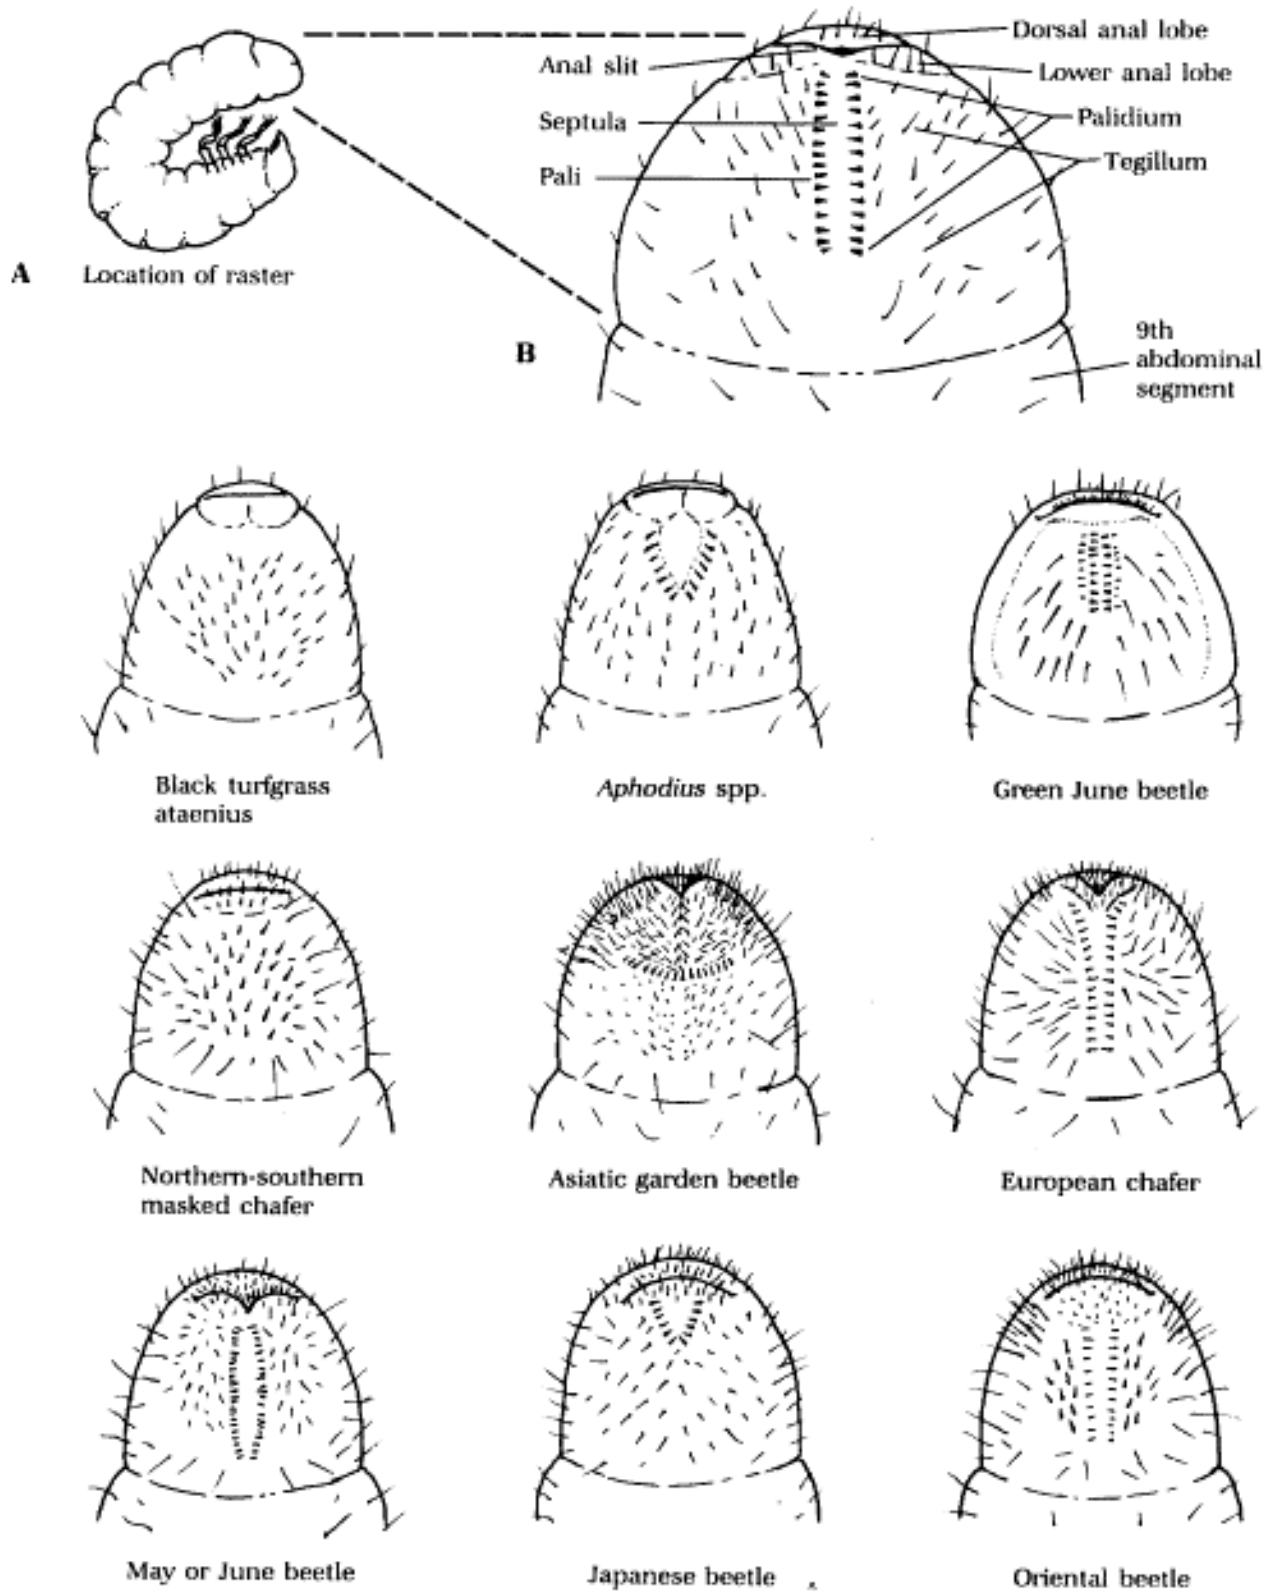 Dorsal anal lobe
Anal slit
Lower anal lobe
Septula
Palidium
Pali
Tegillum
A
Location of raster
B
9th
abdominal
segment
Black turfgrass
ataenius
Aphodius spp.
Green June beetle
Northern-southern
masked chafer
Asiatic garden beetle
European chafer
May or June beetle
Japanese beetle
Oriental beetle